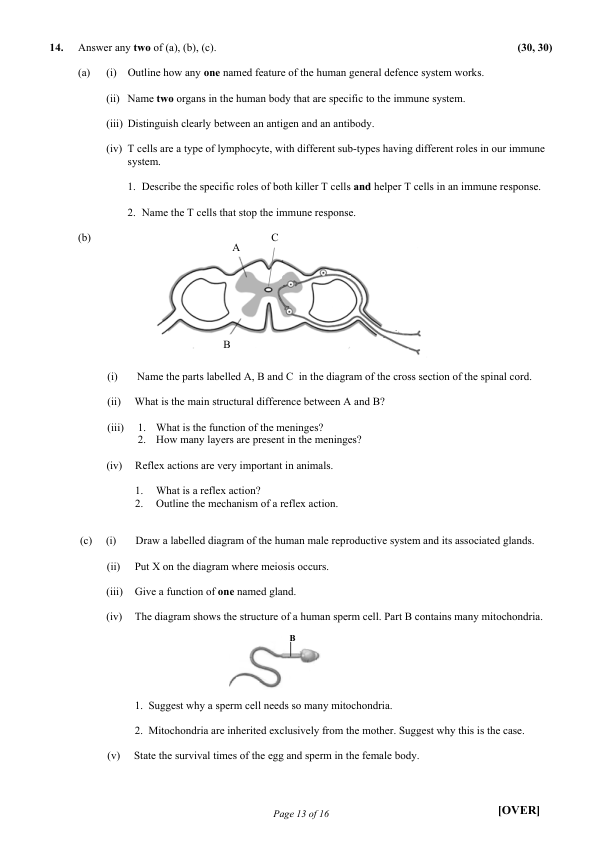 14. Answer any two of (a), (b), (c). (30, 30)
(a) (i) Outline how any one named feature of the human general defence system works.
(ii) Name two organs in the human body that are specific to the immune system.
(iii) Distinguish clearly between an antigen and an antibody.
(iv) T cells are a type of lymphocyte, with different sub-types having different roles in our immune
system.
1. Describe the specific roles of both killer T cells and helper T cells in an immune response.
2. Name the T cells that stop the immune response.
(b)
C
A
B
(i) Name the parts labelled A, B and C in the diagram of the cross section of the spinal cord.
(ii) What is the main structural difference between A and B?
(iii) 1. What is the function of the meninges?
2. How many layers are present in the meninges?
(iv) Reflex actions are very important in animals.
1. What is a reflex action?
2. Outline the mechanism of a reflex action.
(c) (i) Draw a labelled diagram of the human male reproductive system and its associated glands.
(ii) Put X on the diagram where meiosis occurs.
(iii) Give a function of one named gland.
(iv) The diagram shows the structure of a human sperm cell. Part B contains many mitochondria.
B
1. Suggest why a sperm cell needs so many mitochondria.
2. Mitochondria are inherited exclusively from the mother. Suggest why this is the case.
(v) State the survival times of the egg and sperm in the female body.
Page 13 of 16
[OVER]